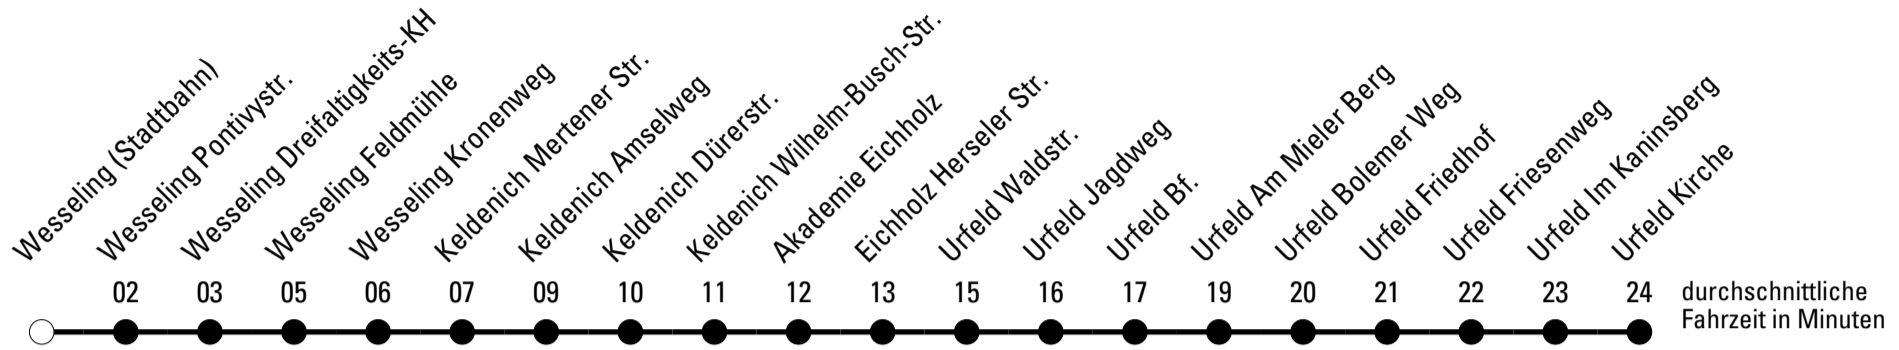 Wesseling (Stadtbahn)
Wesseling Pontivystr.
Wesseling Dreifaltigkeits-KH
Wesseling Feldmühle
Wesseling Kronenweg
Keldenich Mertener Str.
Keldenich Amselweg
Keldenich Dürerstr.
Keldenich Wilhelm-Busch-Str.
Akademie Eichholz
Eichholz Herseler Str.
Urfeld Waldstr.
Urfeld Jagdweg
Urfeld Bf.
Urfeld Am Mieler Berg
Urfeld Bolemer Weg
Urfeld Friedhof
Urfeld Friesenweg
Urfeld Im Kaninsberg
Urfeld Kirche
02 03 05 06 07 09 10 11 12 13 15 16 17 19 20 21 22 23 24
durchschnittliche
Fahrzeit in Minuten